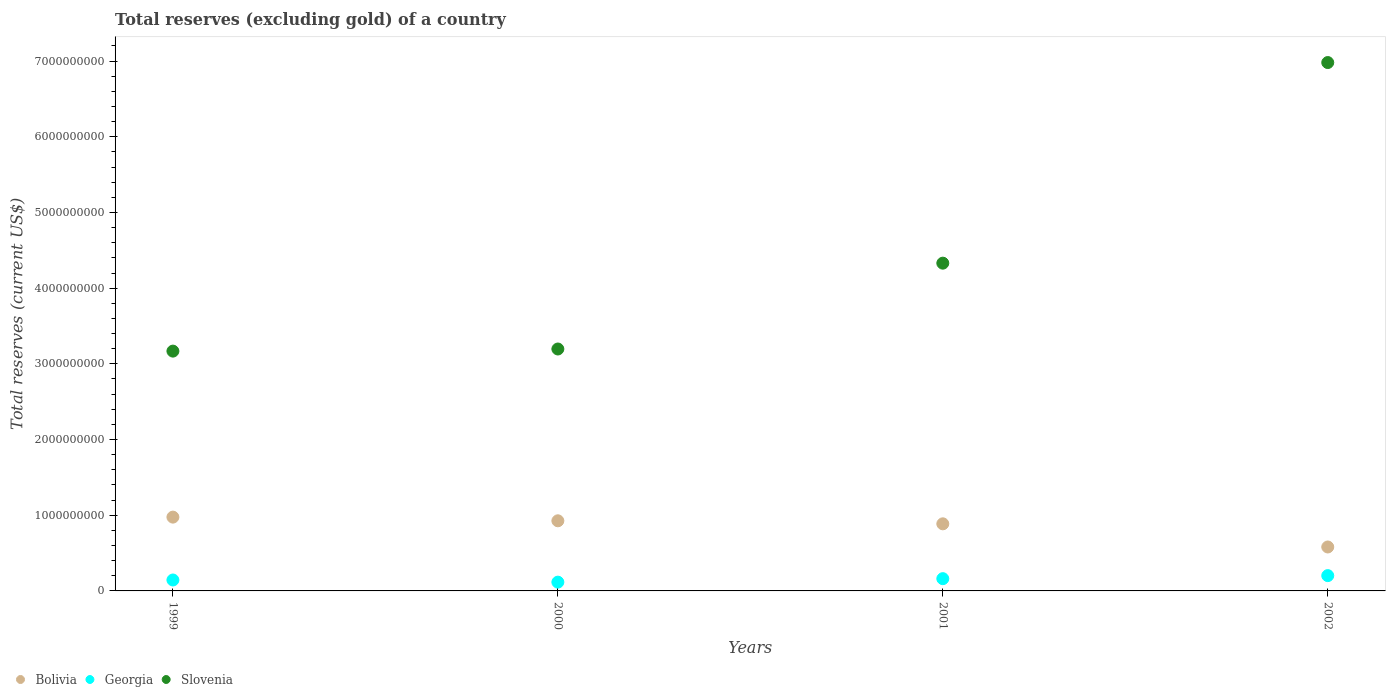 Total reserves (excluding gold) of a country
Total reserves (current US$)
7000000000
6000000000
5000000000
4000000000
3000000000
2000000000
1000000000
0
1999
2000
2001
2002
Years
Bolivia
Georgia
Slovenia